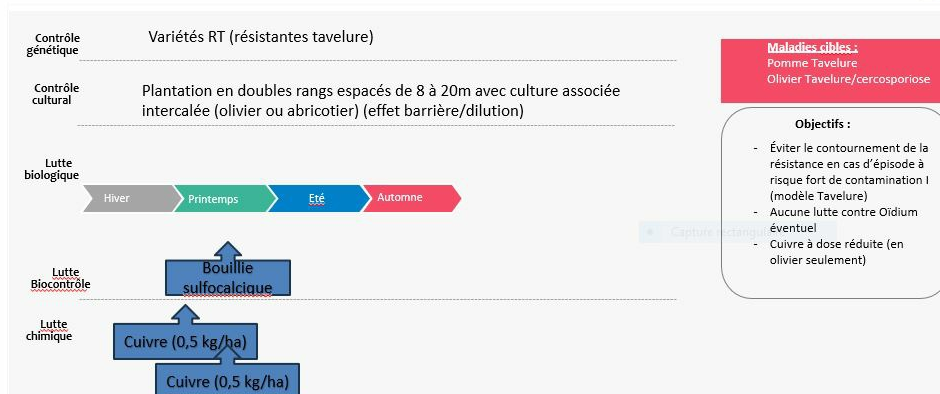 Contrôle
génétique
Variétés RT (résistantes tavelure)
Contrôle
cultural
Plantation en doubles rangs espacés de 8 à 20m avec culture associée
intercalée (olivier ou abricotier) (effet barrière/dilution)
Lutte
biologique
Hiver
Printemps
Eté
Automne
Lutte
Biocontrôle
Bouillie
sulfocalcique
Lutte
chimique
Cuivre (0,5 kg/ha)
Cuivre (0,5 kg/ha)
Maladies cibles :
Pomme Tavelure
Olivier Tavelure/cercosporiose
Objectifs :
- Éviter le contournement de la
résistance en cas d'épisode à
risque fort de contamination I
(modèle Tavelure)
- Aucune lutte contre Oïdium
éventuel
- Cuivre à dose réduite (en
olivier seulement)
Capture